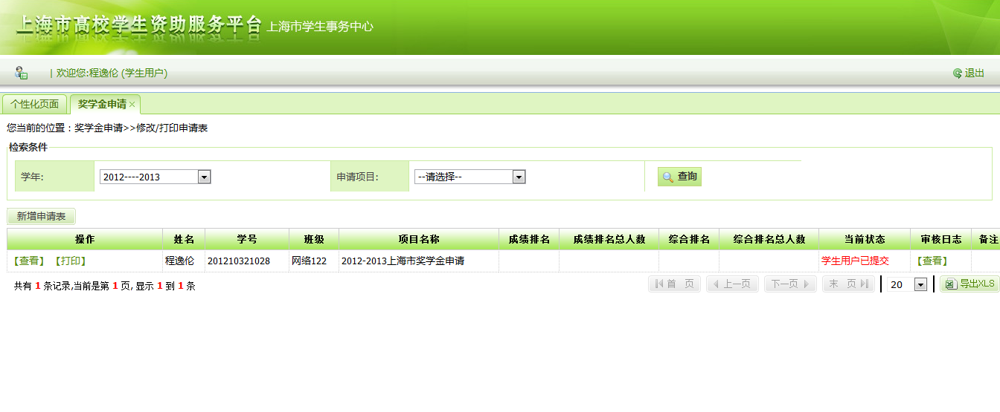 上海市高校学生资助服务平台 上海市学生事务中心
| 欢迎您:程逸伦 (学生用户) 退出
个性化页面 奖学金申请 ×
您当前的位置：奖学金申请>>修改/打印申请表
检索条件
学年: 2012----2013 申请项目: --请选择-- 查询
新增申请表
操作 姓名 学号 班级 项目名称 成绩排名 成绩排名总人数 综合排名 综合排名总人数 当前状态 审核日志 备注
【查看】 【打印】 程逸伦 201210321028 网络122 2012-2013上海市奖学金申请 学生用户已提交 【查看】
共有 1 条记录,当前是第 1 页, 显示 1 到 1 条 首 页 上一页 下一页 末 页 20 导出XLS